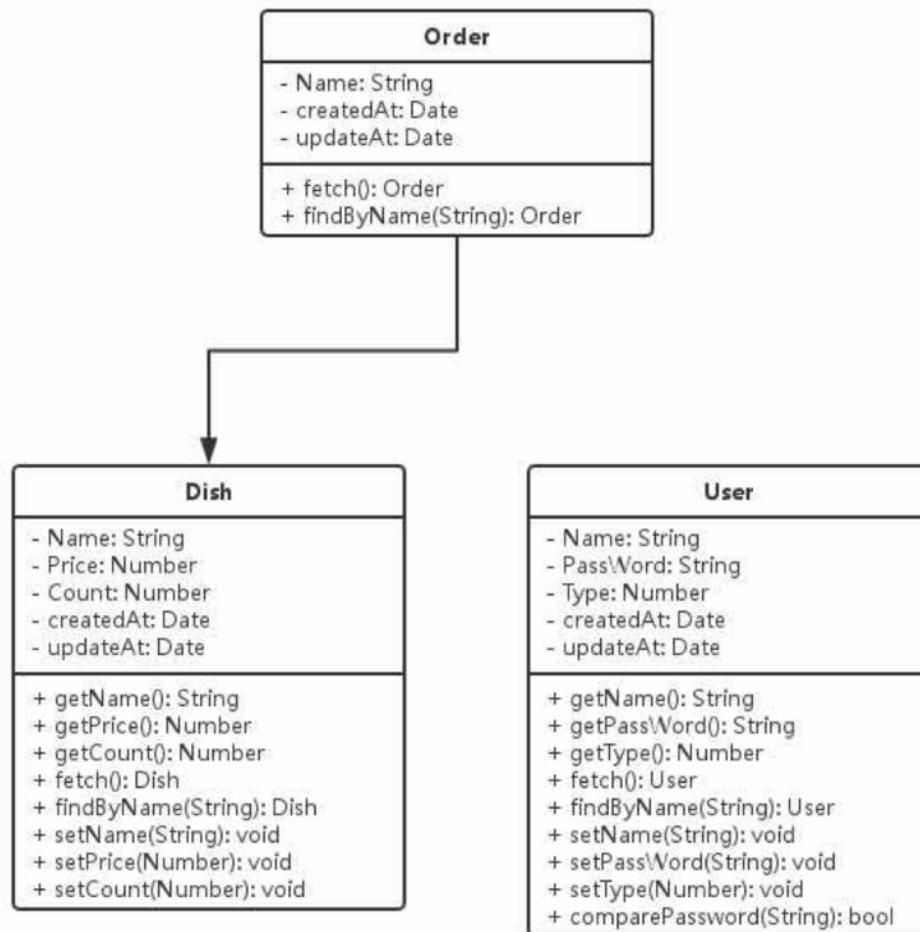 Order
- Name: String
- createdAt: Date
- updateAt: Date
+ fetch(): Order
+ findByName(String): Order
Dish
- Name: String
- Price: Number
- Count: Number
- createdAt: Date
- updateAt: Date
+ getName(): String
+ getPrice(): Number
+ getCount(): Number
+ fetch(): Dish
+ findByName(String): Dish
+ setName(String): void
+ setPrice(Number): void
+ setCount(Number): void
User
- Name: String
- PassWord: String
- Type: Number
- createdAt: Date
- updateAt: Date
+ getName(): String
+ getPassWord(): String
+ getType(): Number
+ fetch(): User
+ findByName(String): User
+ setName(String): void
+ setPassWord(String): void
+ setType(Number): void
+ comparePassword(String): bool